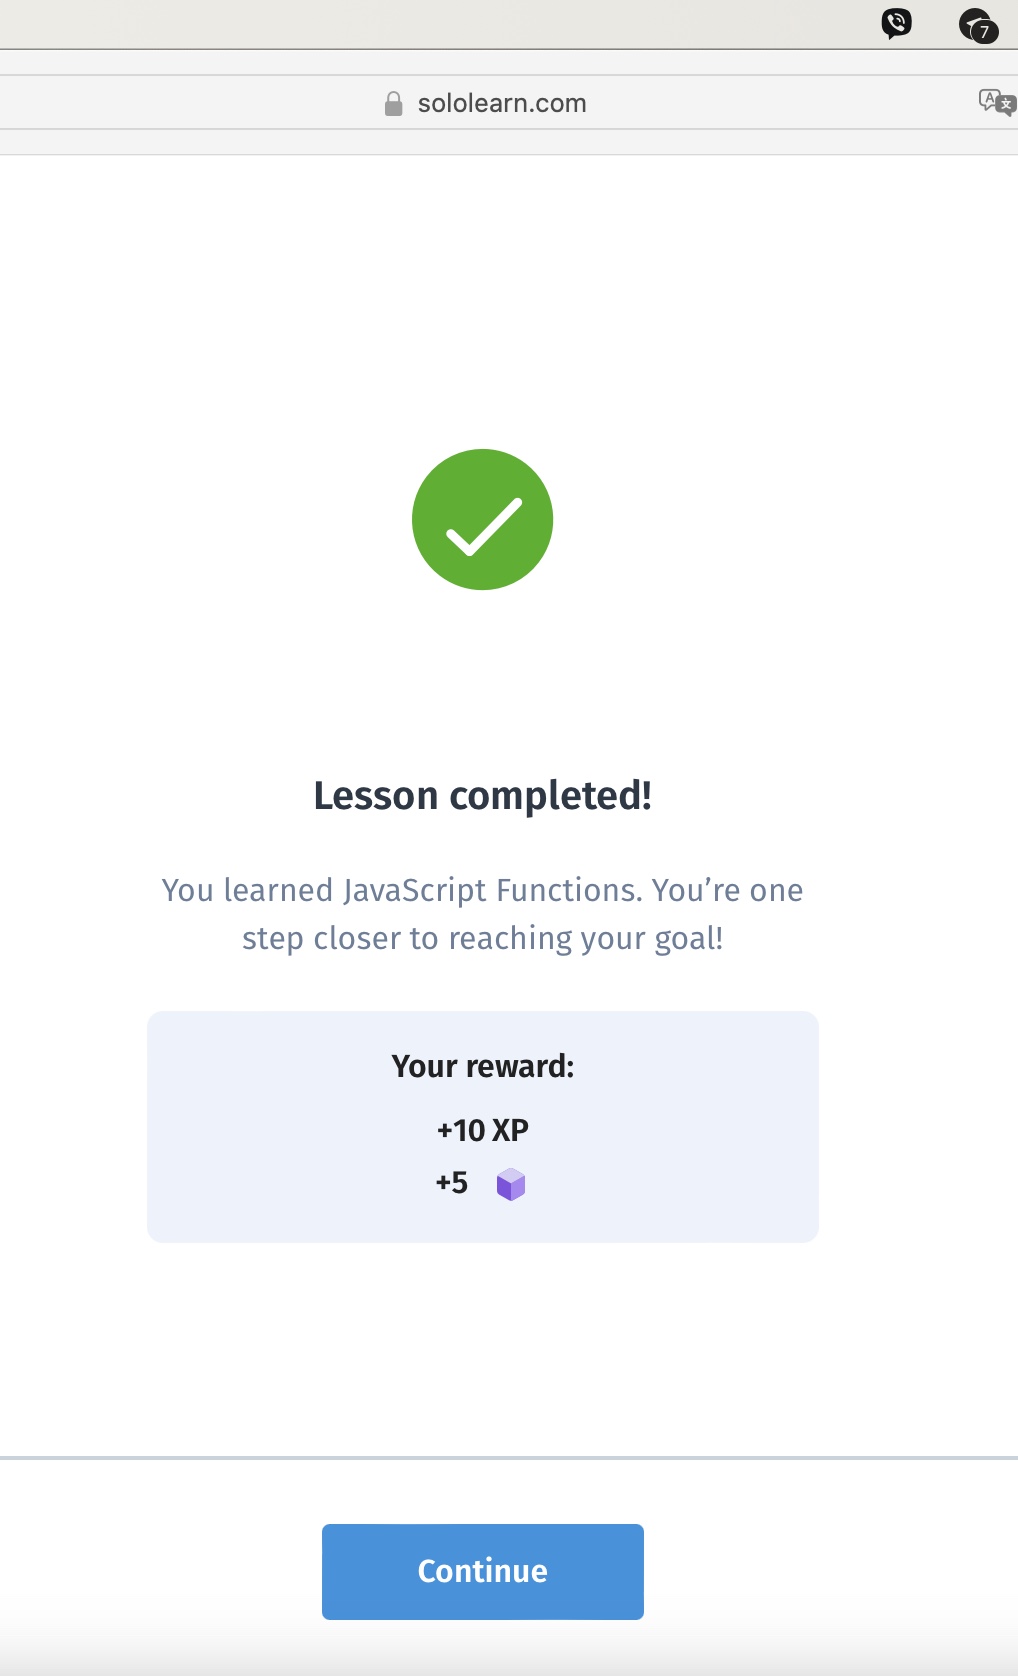 7
sololearn.com
A 文
Lesson completed!
You learned JavaScript Functions. You’re one
step closer to reaching your goal!
Your reward:
+10 XP
+5
Continue